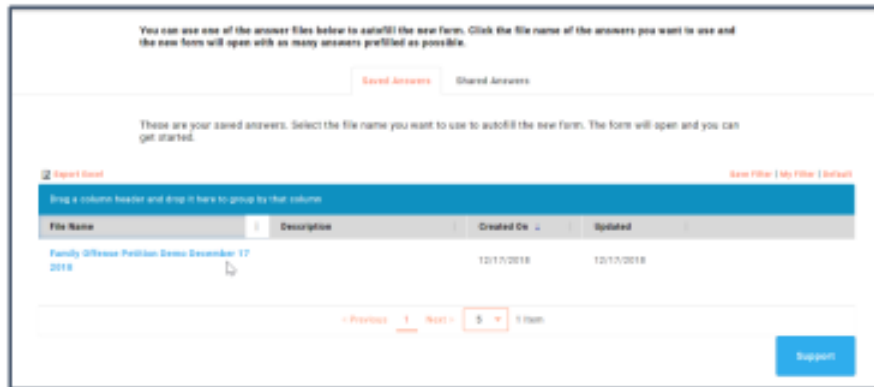 You can use one of the answer files below to autofill the new form. Click the file name of the answers you want to use and
the new form will open with as many answers prefilled as possible.
Saved Answers Shared Answers
These are your saved answers. Select the file name you want to use to autofill the new form. The form will open and you can
get started.
Export Excel Save Filter | My Filter | Default
Drag a column header and drop it here to group by that column
File Name Description Created On Updated
Family Offense Petition Demo December 17
2018 12/17/2018 12/17/2018
< Previous 1 Next > 5 1 item
Support